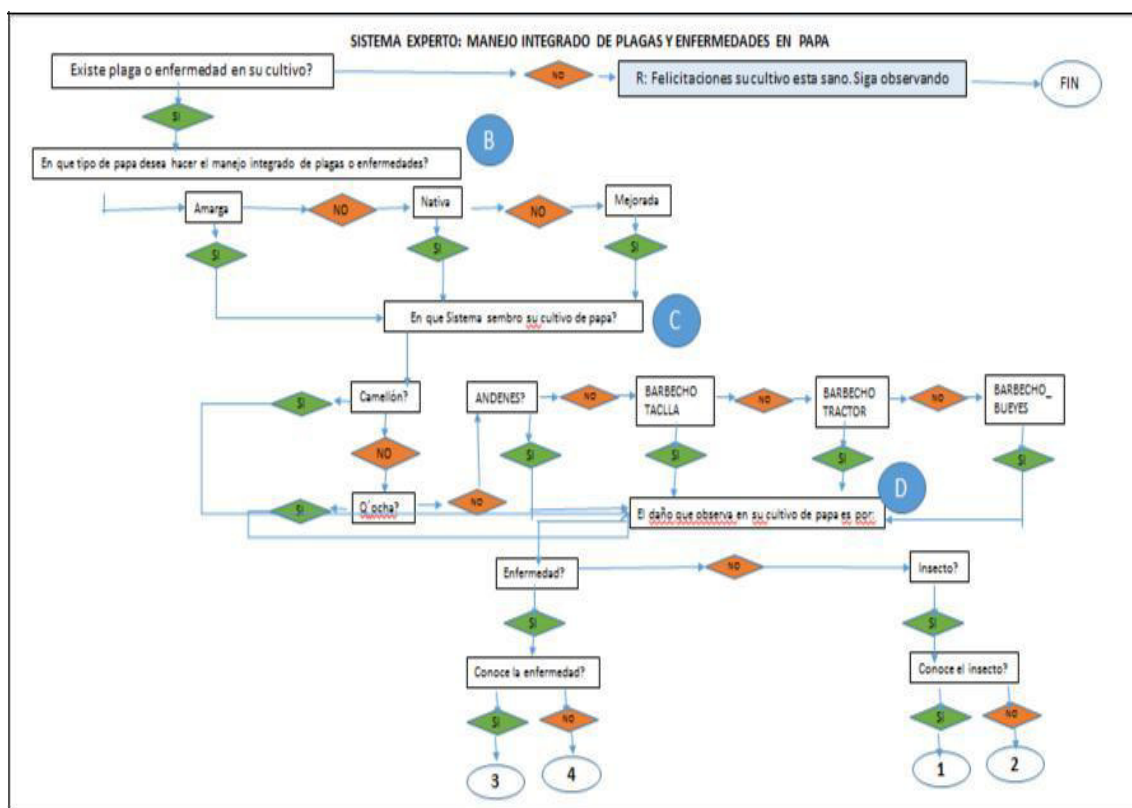 SISTEMA EXPERTO: MANEJO INTEGRADO DE PLAGAS Y ENFERMEDADES EN PAPA
Existe plaga o enfermedad en su cultivo?
NO
R: Felicitaciones su cultivo esta sano. Siga observando
FIN
SI
B
En que tipo de papa desea hacer el manejo integrado de plagas o enfermedades?
Amarga
NO
Nativa
NO
Mejorada
SI
SI
SI
En que Sistema sembro su cultivo de papa?
C
Camellón?
SI
NO
ANDENES?
NO
BARBECHO
TACLLA
NO
BARBECHO
TRACTOR
NO
BARBECHO_
BUEYES
SI
SI
SI
SI
Q´ocha?
SI
NO
D
El daño que observa en su cultivo de papa es por:
Enfermedad?
NO
Insecto?
SI
SI
Conoce la enfermedad?
Conoce el insecto?
SI
NO
SI
NO
3
4
1
2